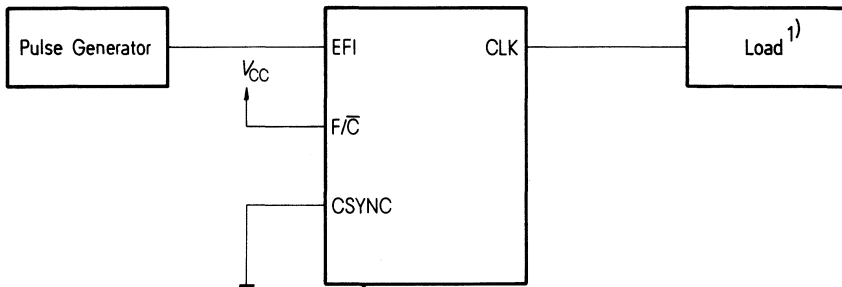 Pulse Generator
EFI
CLK
Load 1)
VCC
F/C̅
CSYNC